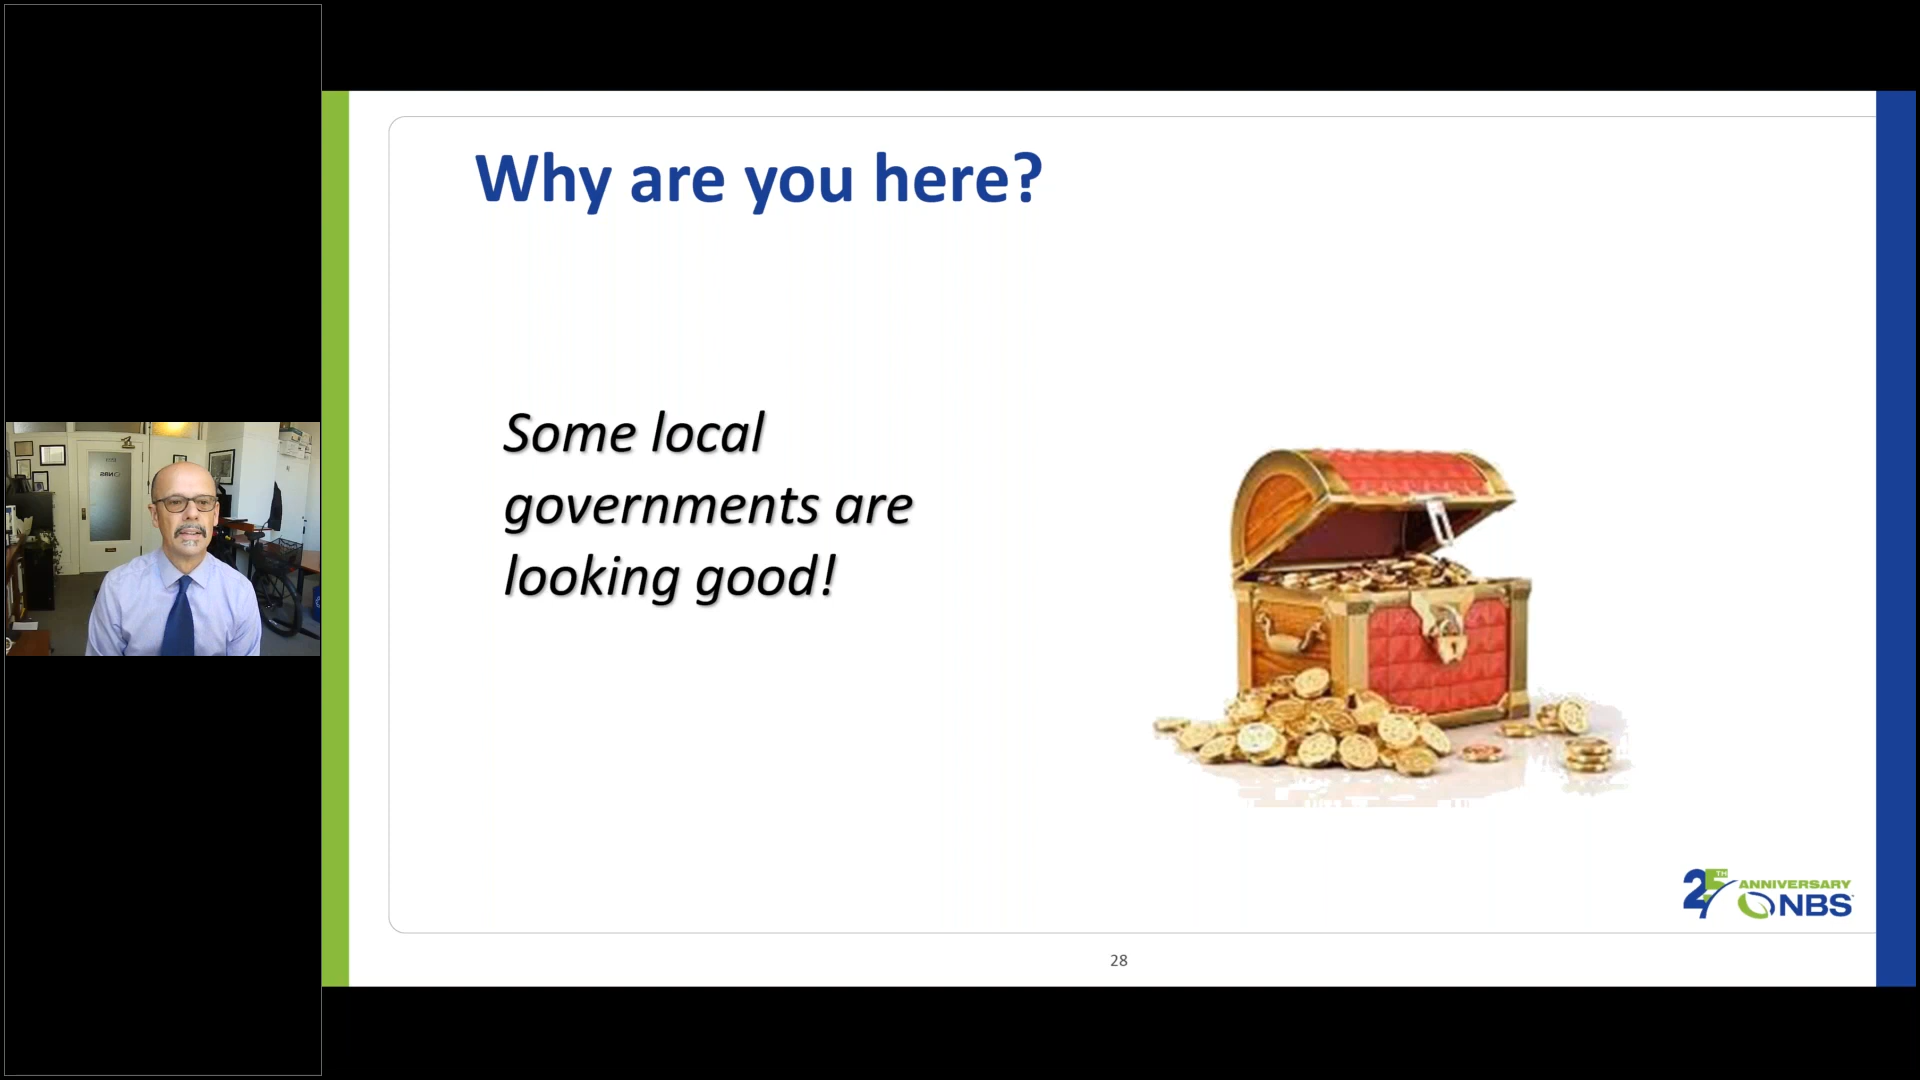 Why are you here?
Some local
governments are
looking good!
25TH ANNIVERSARY
NBS
28